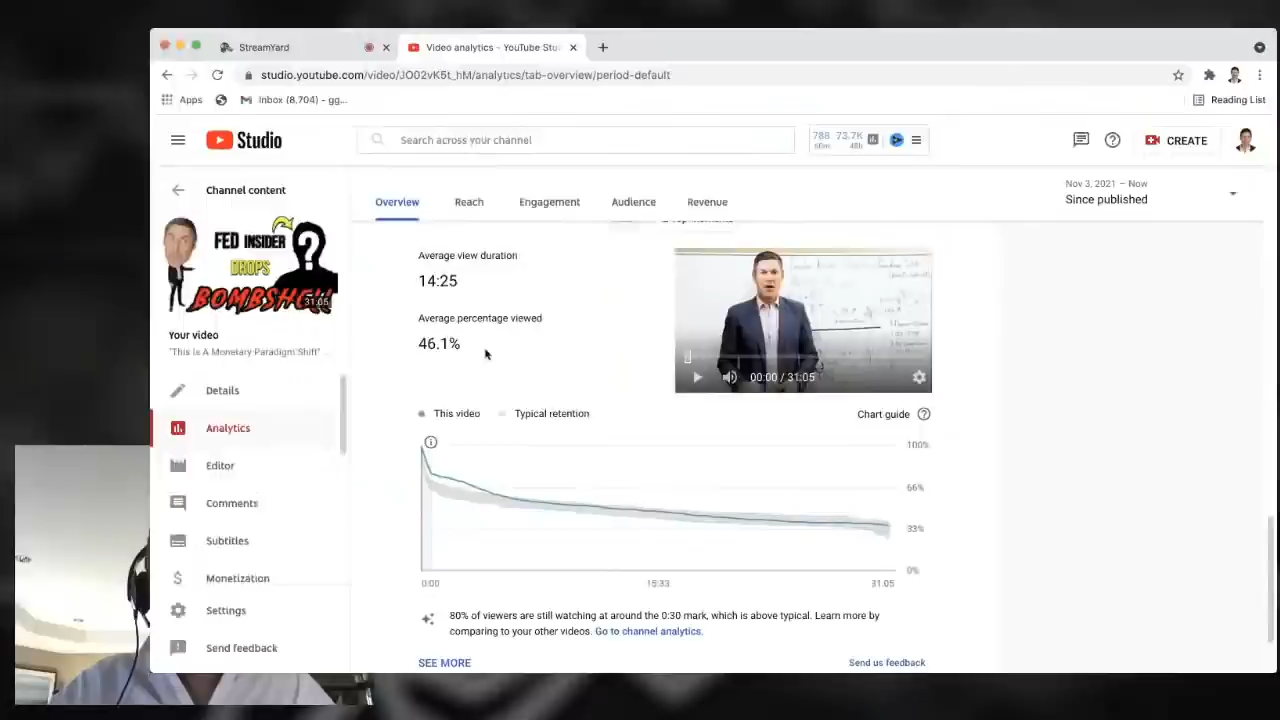 StreamYard
Video analytics - YouTube Stu
studio.youtube.com/video/JO02vK5t_hM/analytics/tab-overview/period-default
Apps
Inbox (8,704) – gg...
Reading List
Studio
Search across your channel
788 73.7K
60m 48h
CREATE
Channel content
Overview
Reach
Engagement
Audience
Revenue
Nov 3, 2021 – Now
Since published
FED INSIDER
DROPS
BOMBSHELL
31:05
Your video
"This Is A Monetary Paradigm Shift" ...
Details
Analytics
Editor
Comments
Subtitles
Monetization
Settings
Send feedback
Average view duration
14:25
Average percentage viewed
46.1%
00:00 / 31:05
This video
Typical retention
Chart guide
100%
66%
33%
0%
0:00
15:33
31:05
80% of viewers are still watching at around the 0:30 mark, which is above typical. Learn more by
comparing to your other videos. Go to channel analytics.
SEE MORE
Send us feedback